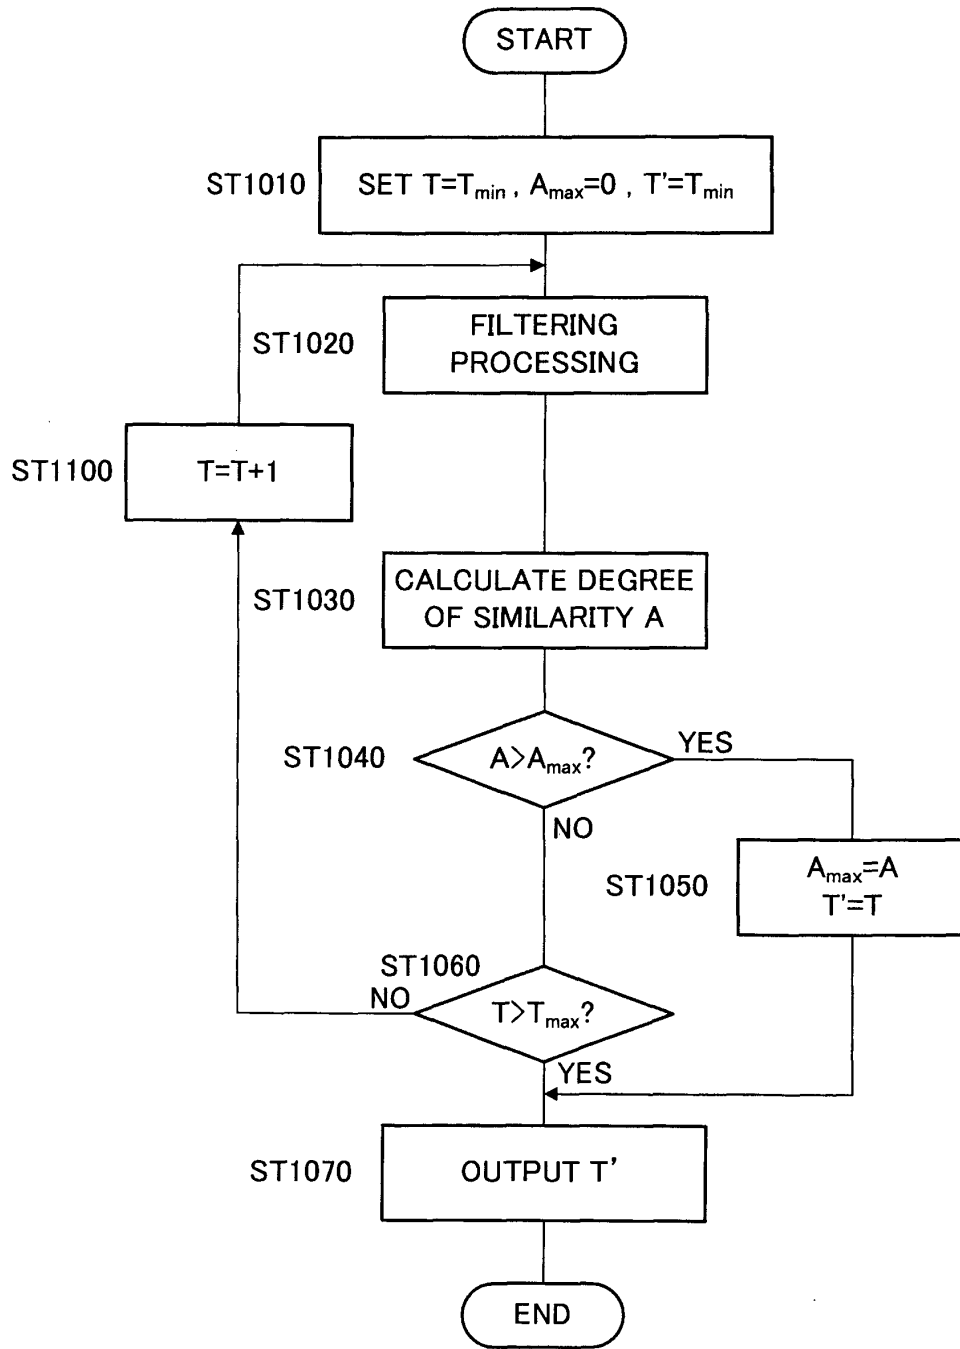 START
ST1010
SET T=Tmin , Amax=0 , T'=Tmin
ST1020
FILTERING
PROCESSING
ST1100
T=T+1
ST1030
CALCULATE DEGREE
OF SIMILARITY A
ST1040
A>Amax?
YES
NO
ST1050
Amax=A
T'=T
ST1060
NO
T>Tmax?
YES
ST1070
OUTPUT T'
END